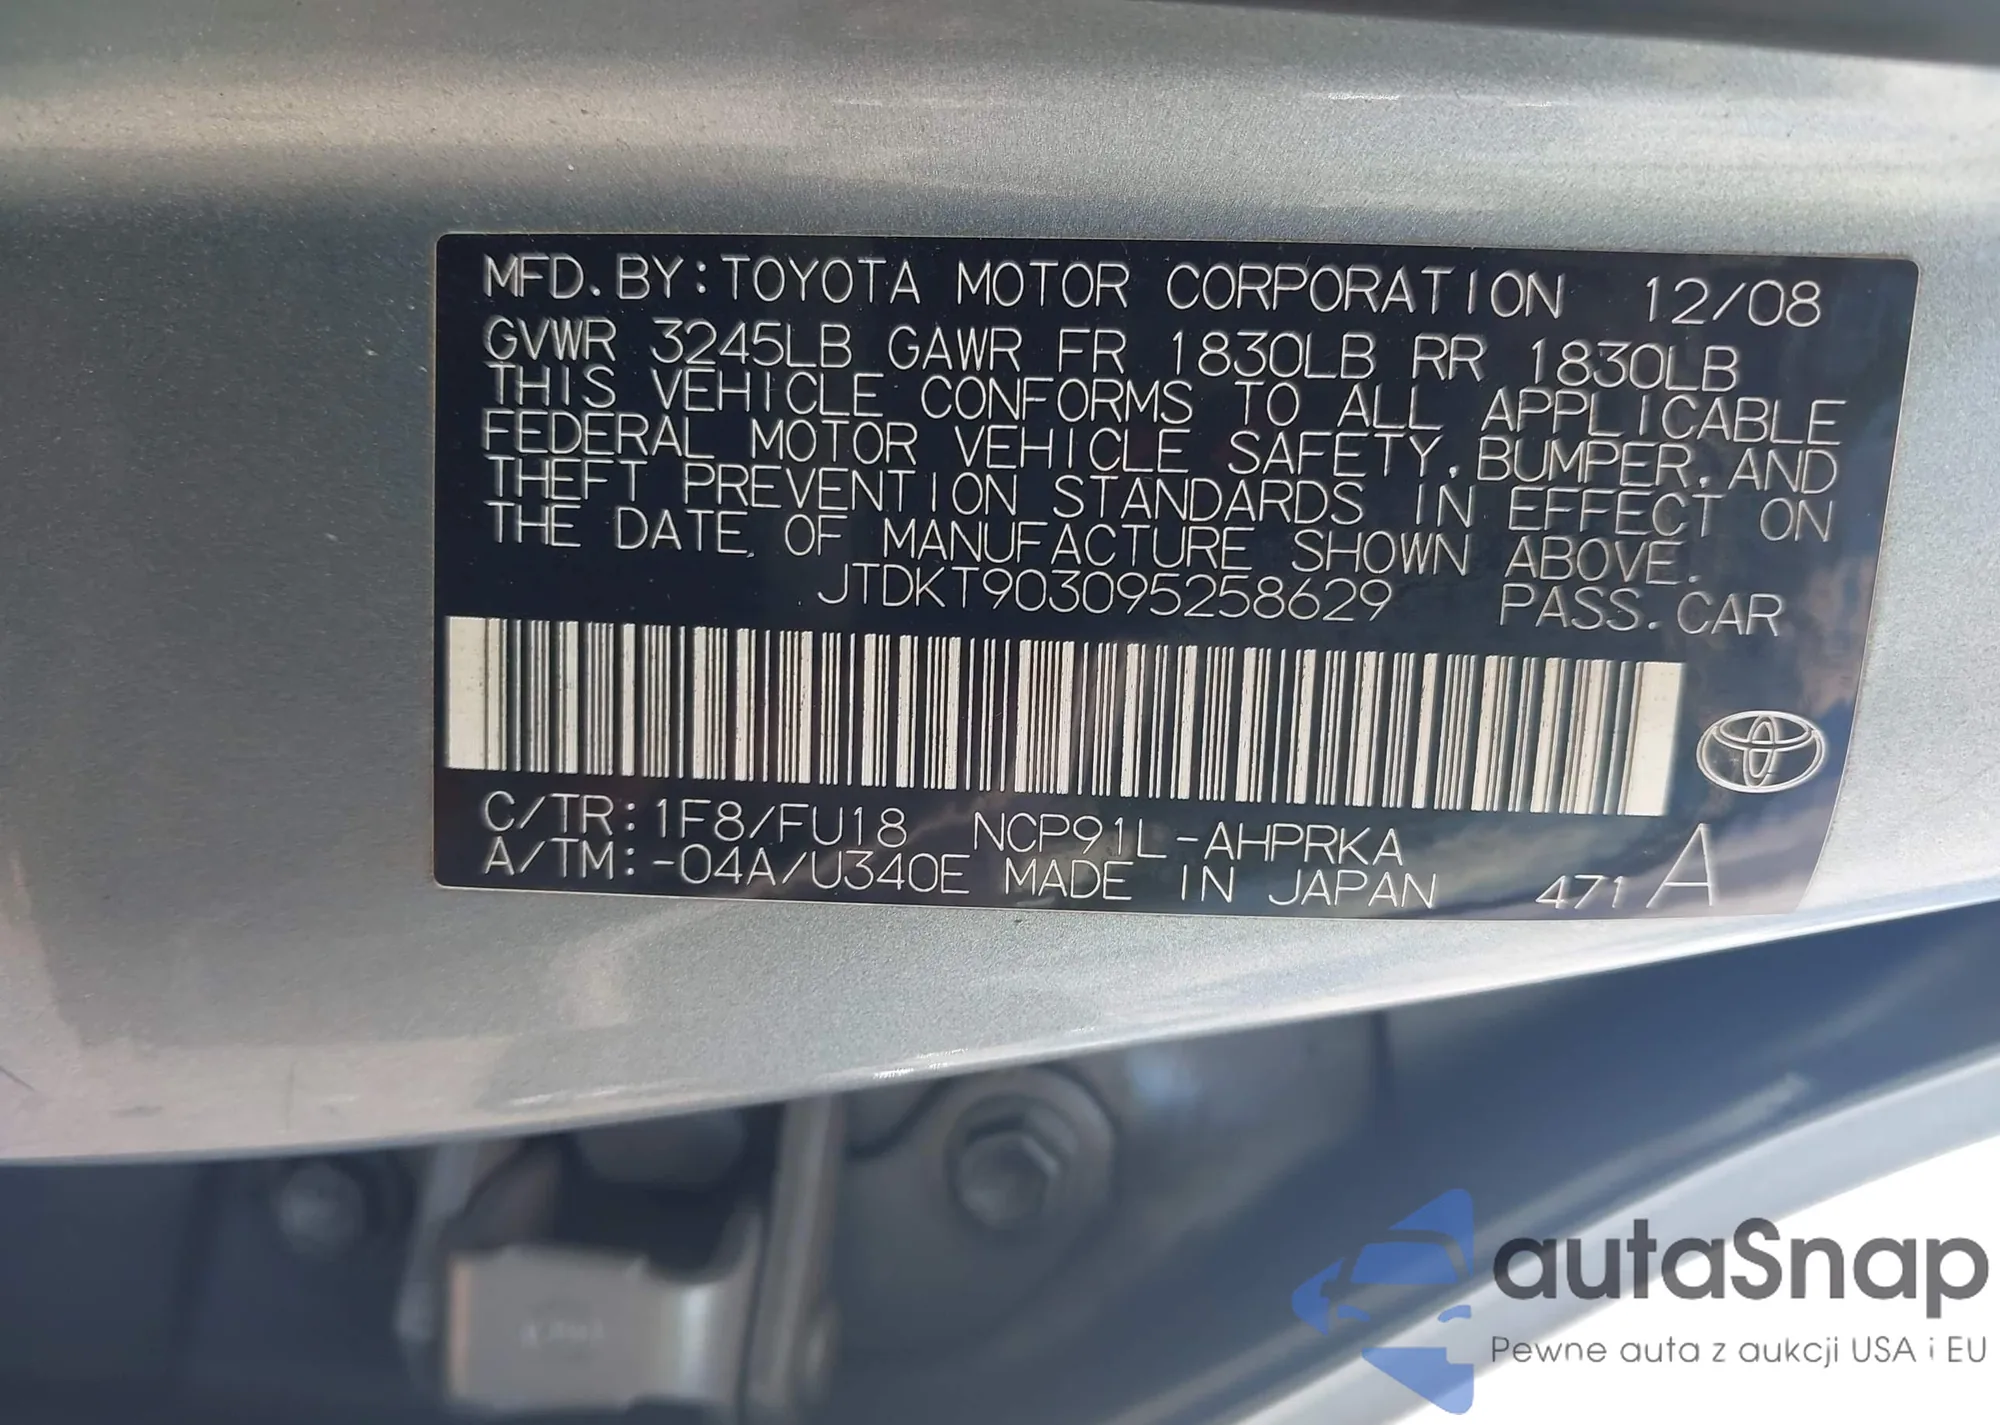 MFD. BY: TOYOTA MOTOR CORPORATION 12/08
GVWR 3245LB GAWR FR 1830LB RR 1830LB
THIS VEHICLE CONFORMS TO ALL APPLICABLE
FEDERAL MOTOR VEHICLE SAFETY, BUMPER, AND
THEFT PREVENTION STANDARDS IN EFFECT ON
THE DATE OF MANUFACTURE SHOWN ABOVE.
JTDKT903095258629 PASS. CAR
C/TR: 1F8/FU18 NCP91L-AHPRKA
A/TM: -04A/U340E MADE IN JAPAN 471 A
autaSnap
Pewne auta z aukcji USA i EU